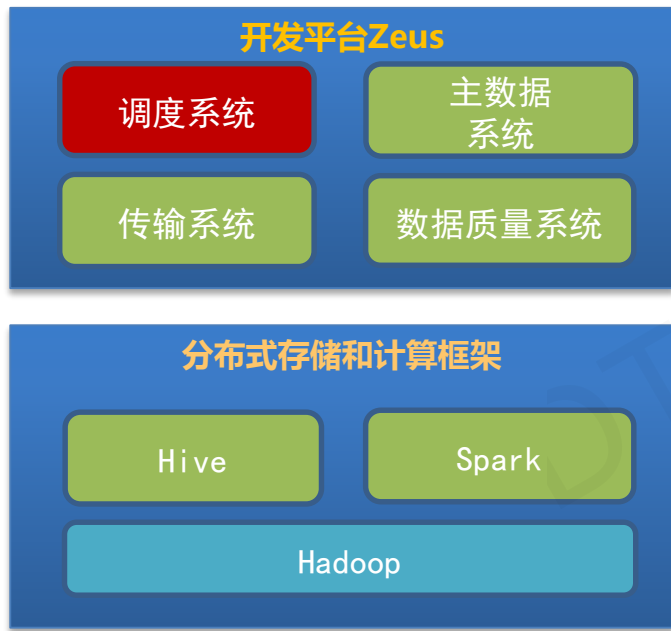 开发平台Zeus
调度系统
主数据
系统
传输系统
数据质量系统
分布式存储和计算框架
Hive
Spark
Hadoop